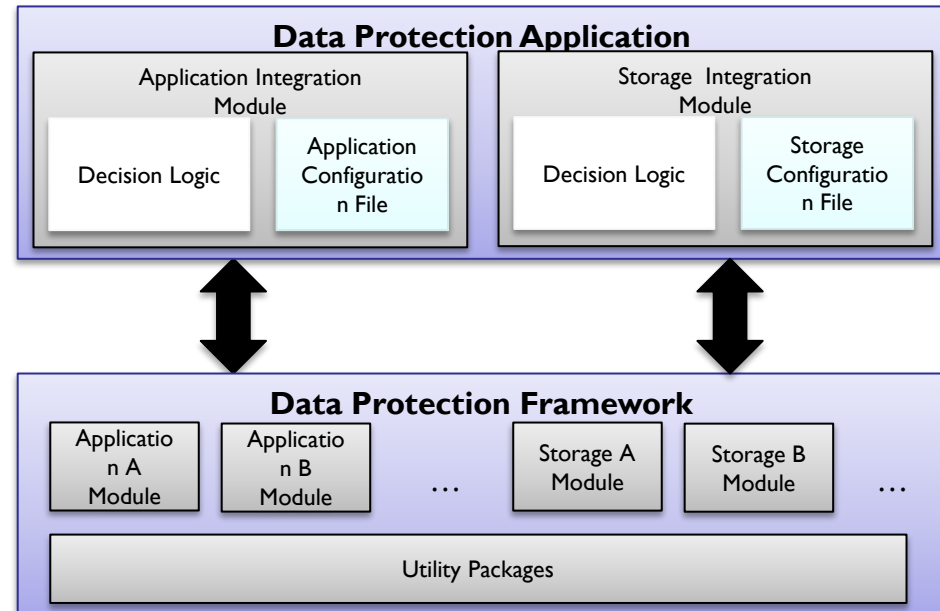 Data Protection Application
Application Integration
Module
Decision Logic
Application
Configuratio
n File
Storage Integration
Module
Decision Logic
Storage
Configuratio
n File
Data Protection Framework
Applicatio
n A
Module
Applicatio
n B
Module
...
Storage A
Module
Storage B
Module
...
Utility Packages